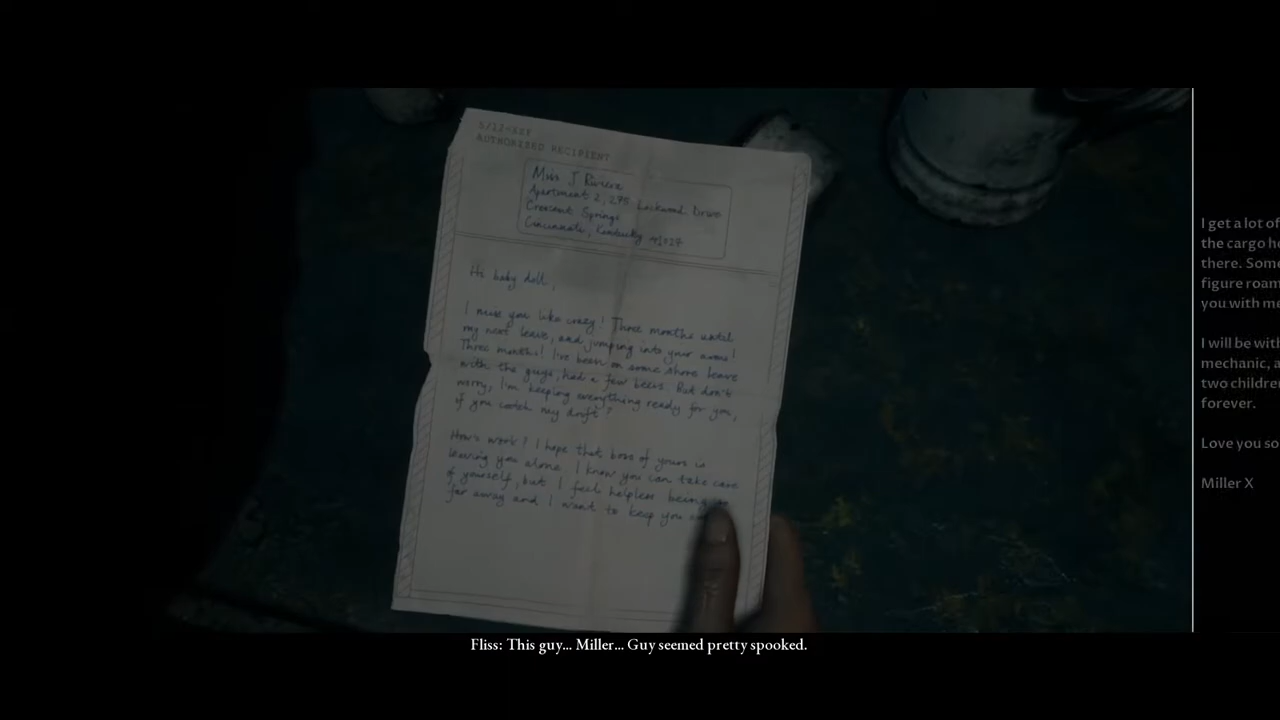 AUTHORISED RECIPIENT
Miss J Riviere
Apartment 2, 295 Lockwood Drive
Crescent Springs
Cincinnati, Kentucky
Hi baby doll,
I miss you like crazy! Three months until
my next leave, and jumping into your arms!
Three months! I've been on some shore leave
with the guys, had a few beers. But don't
worry, I'm keeping everything ready for you,
if you catch my drift?
How's work? I hope that boss of yours is
leaving you alone. I know you can take care
of yourself, but I feel helpless being
far away and I want to keep you
I get a lot of
the cargo
there. Some
figure roam
you with me
I will be with
mechanic, a
two children
forever.
Love you so
Miller X
Fliss: This guy... Miller... Guy seemed pretty spooked.